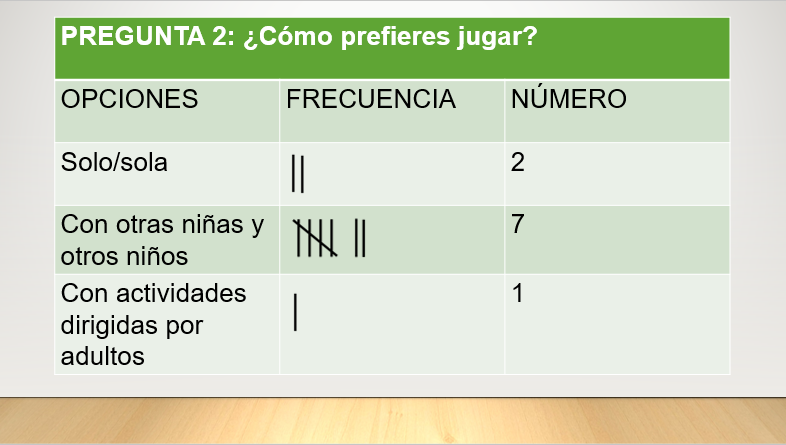 PREGUNTA 2: ¿Cómo prefieres jugar?
OPCIONES FRECUENCIA NÚMERO
Solo/sola 2
Con otras niñas y 7
otros niños
Con actividades 1
dirigidas por
adultos